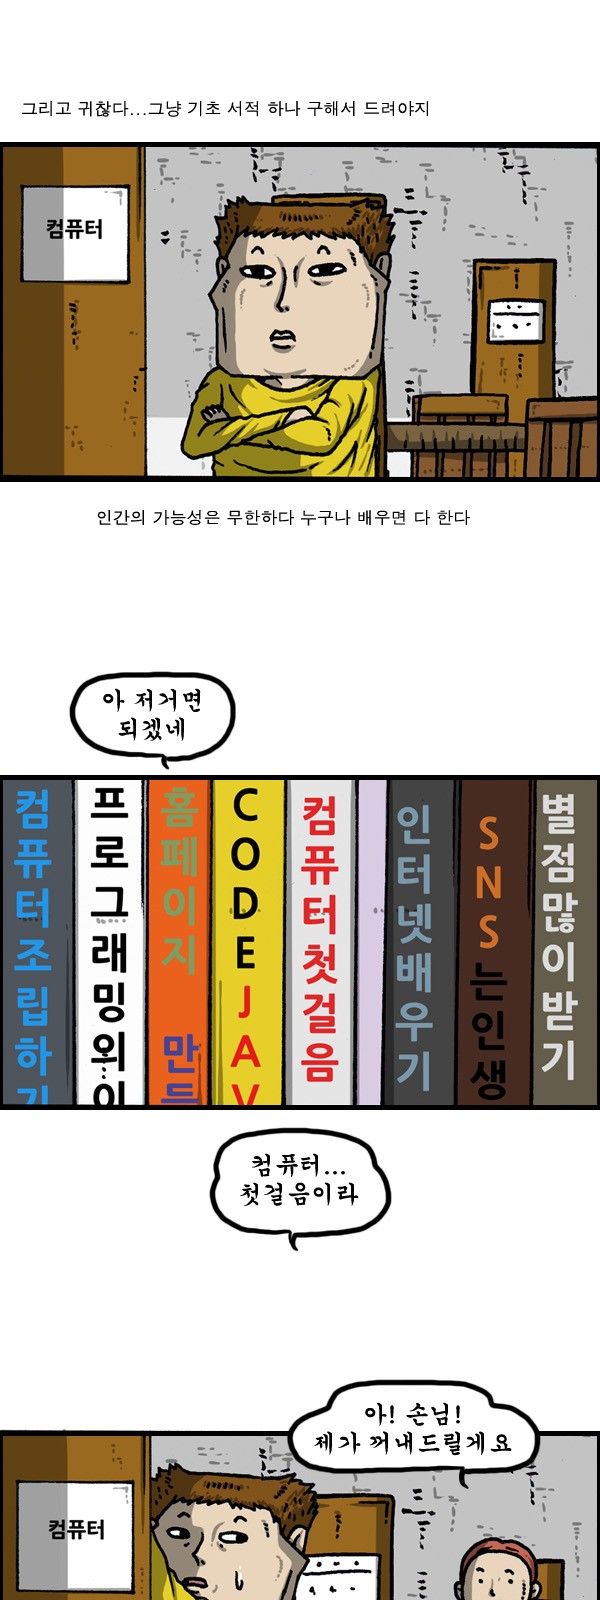 그리고 귀찮다...그냥 기초 서적 하나 구해서 드려야지
컴퓨터
인간의 가능성은 무한하다 누구나 배우면 다 한다
아 저거면
되겠네
컴퓨터조립하기
프로그래밍의이
홈페이지 만들
CODE JAV
컴퓨터첫걸음
인터넷배우기
SNS는인생
별점많이받기
컴퓨터...
첫걸음이라
아! 손님!
제가 꺼내드릴게요
컴퓨터